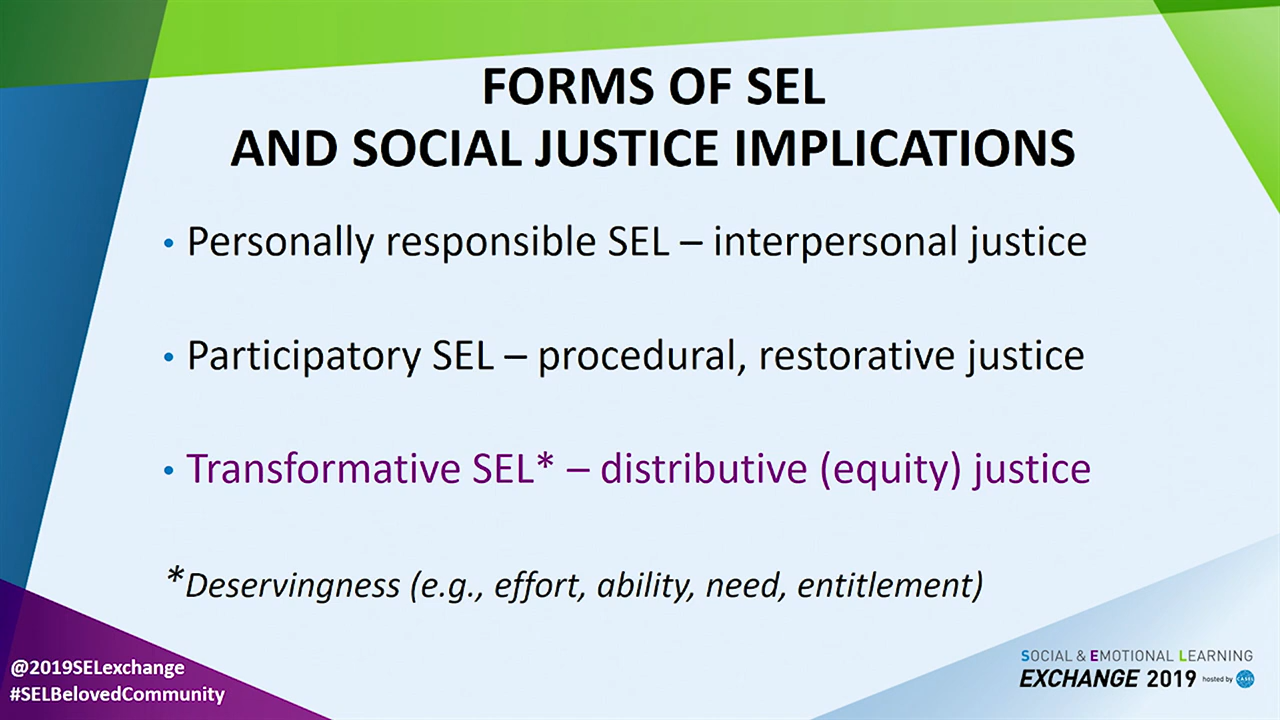 FORMS OF SEL
AND SOCIAL JUSTICE IMPLICATIONS
• Personally responsible SEL – interpersonal justice
• Participatory SEL – procedural, restorative justice
• Transformative SEL* – distributive (equity) justice
*Deservingness (e.g., effort, ability, need, entitlement)
@2019SELexchange
#SELBelovedCommunity
SOCIAL & EMOTIONAL LEARNING
EXCHANGE 2019 hosted by CASEL